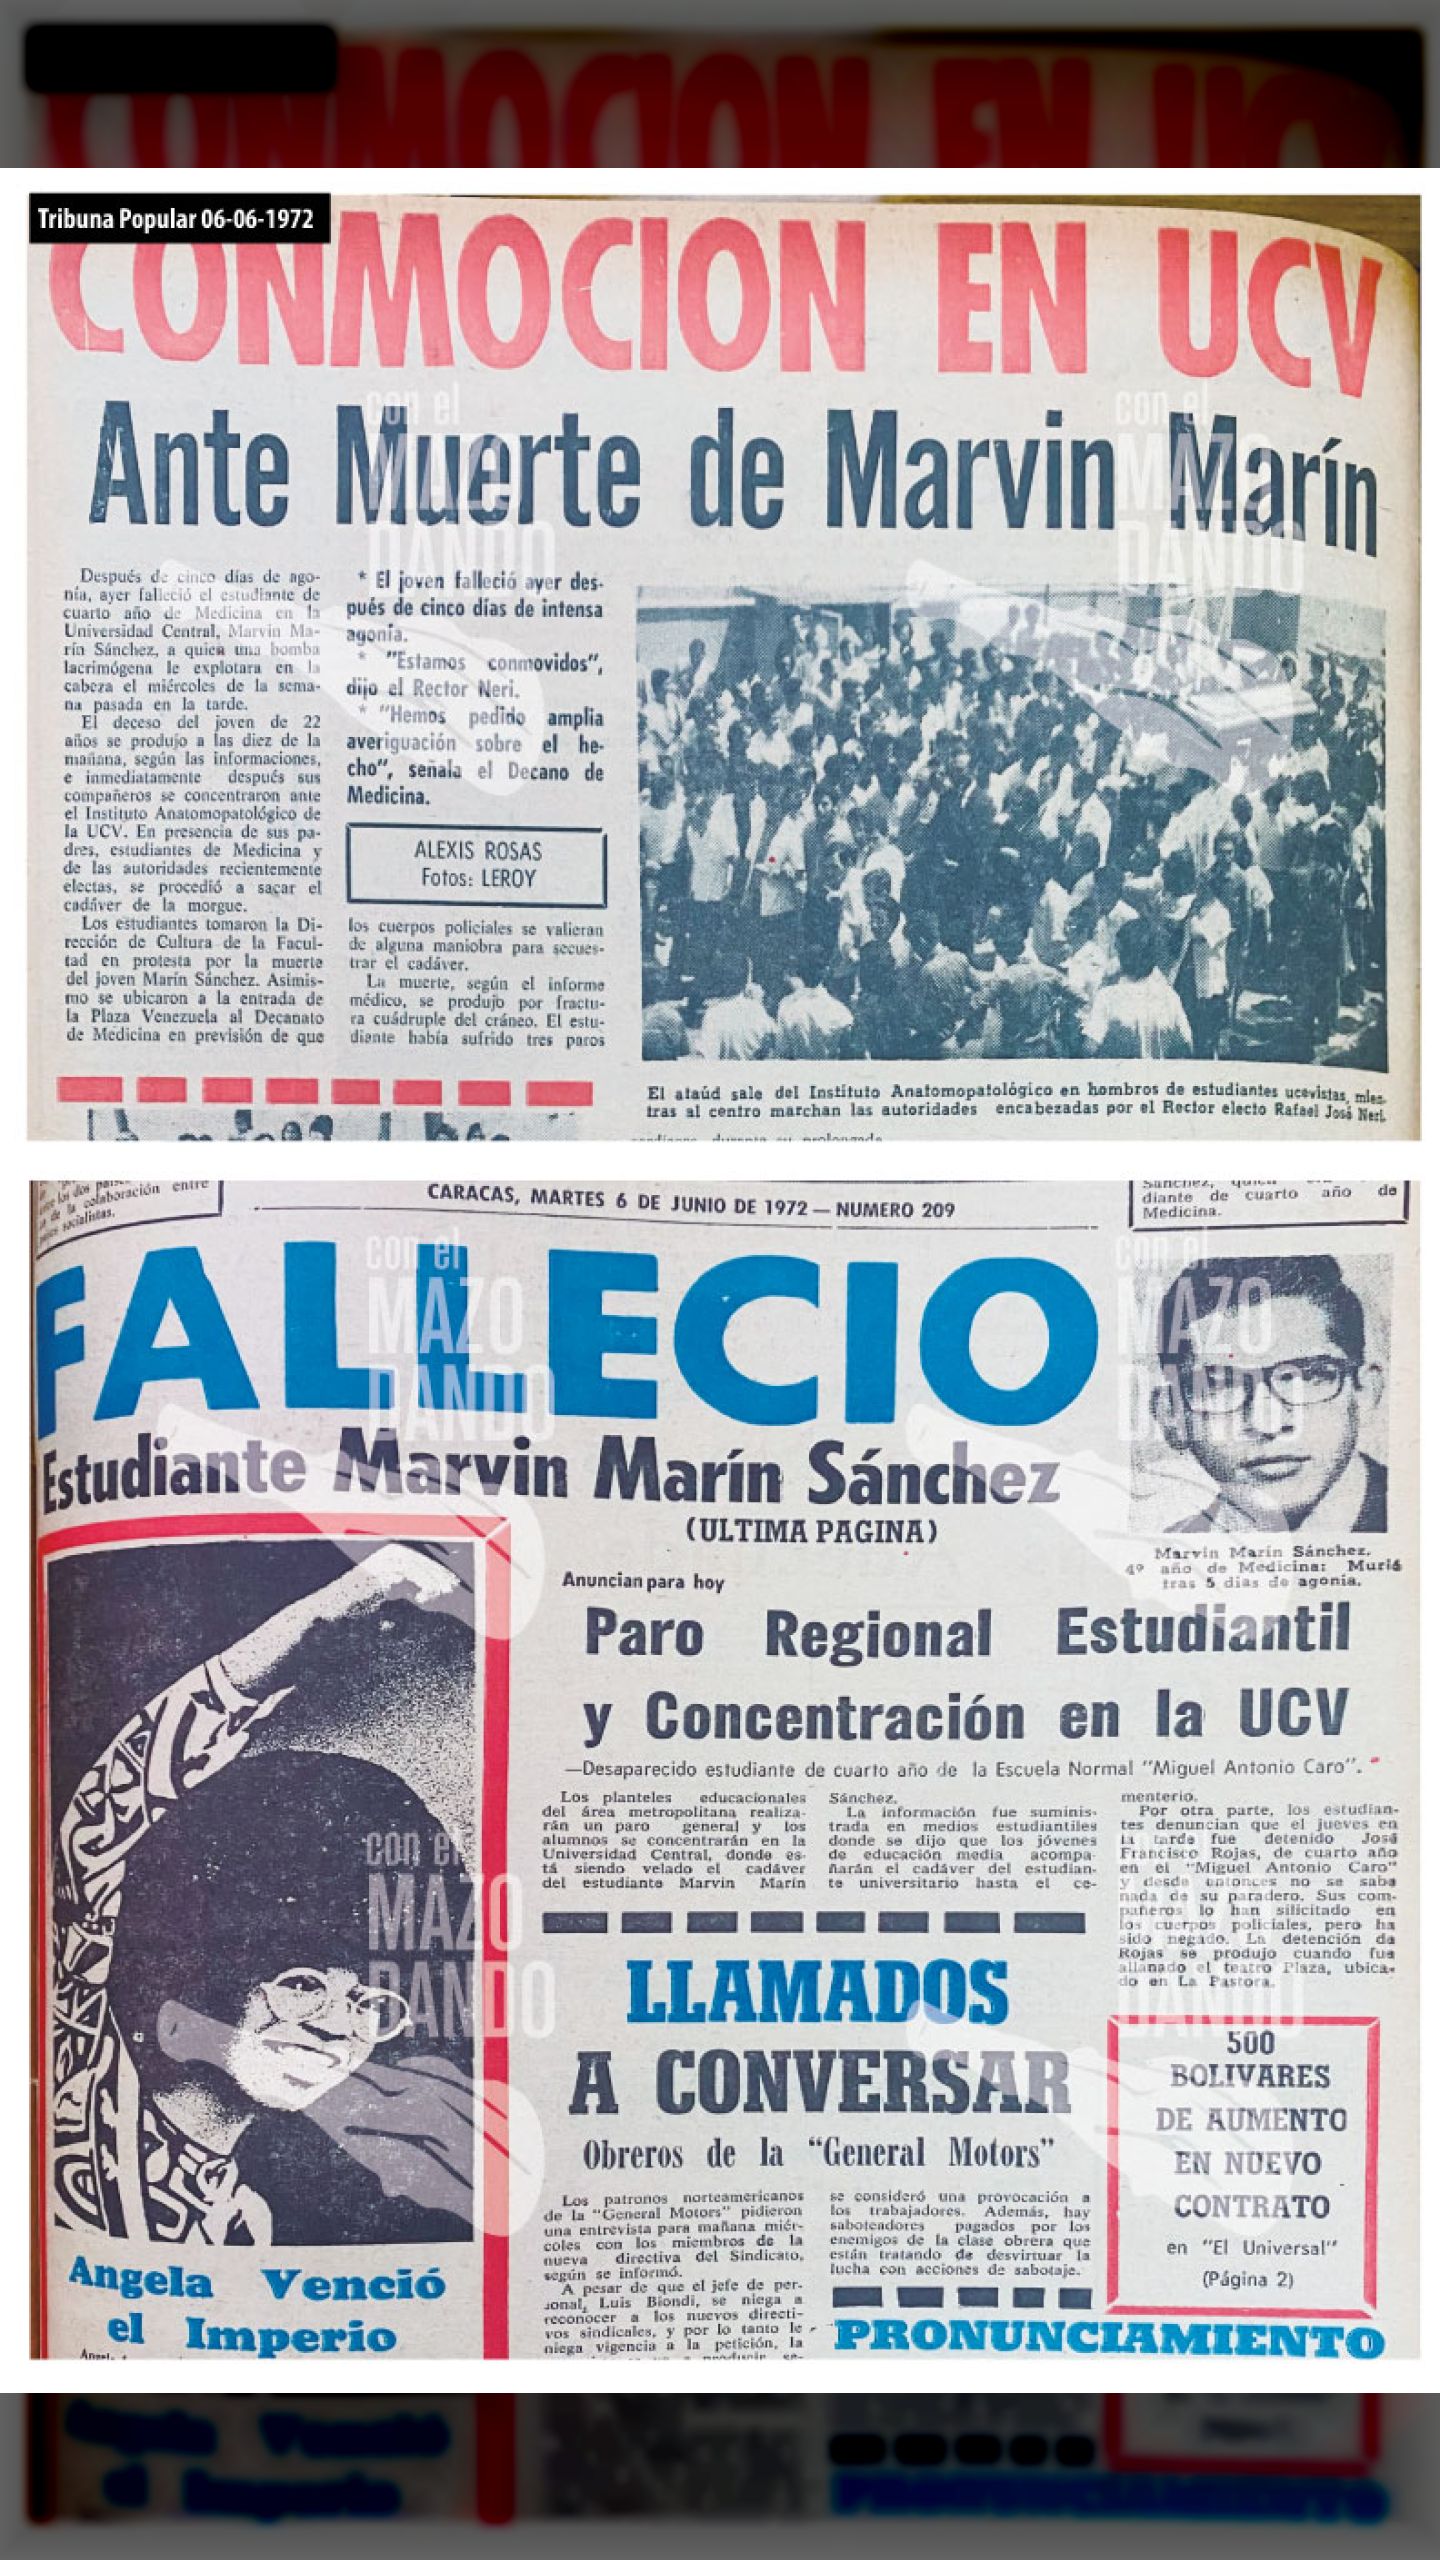 Tribuna Popular 06-06-1972
CONMOCION EN UCV
Ante Muerte de Marvin Marín
Después de cinco días de ago-
nía, ayer falleció el estudiante de
cuarto año de Medicina en la
Universidad Central, Marvin Ma-
rín Sánchez, a quien una bomba
lacrimógena le explotara en la
cabeza el miércoles de la sema-
na pasada en la tarde.
El deceso del joven de 22
años se produjo a las diez de la
mañana, según las informaciones,
e inmediatamente después sus
compañeros se concentraron ante
el Instituto Anatomopatológico de
la UCV. En presencia de sus pa-
dres, estudiantes de Medicina y
de las autoridades recientemente
electas, se procedió a sacar el
cadáver de la morgue.
Los estudiantes tomaron la Di-
rección de Cultura de la Facul-
tad en protesta por la muerte
del joven Marín Sánchez. Asimis-
mo se ubicaron a la entrada de
la Plaza Venezuela al Decanato
de Medicina en previsión de que
* El joven falleció ayer des-
pués de cinco días de intensa
agonía.
* "Estamos conmovidos",
dijo el Rector Neri.
* "Hemos pedido amplia
averiguación sobre el he-
cho", señala el Decano de
Medicina.
ALEXIS ROSAS
Fotos: LEROY
los cuerpos policiales se valieran
de alguna maniobra para secues-
trar el cadáver.
La muerte, según el informe
médico, se produjo por fractu-
ra cuádruple del cráneo. El estu-
diante había sufrido tres paros
El ataúd sale del Instituto Anatomopatológico en hombros de estudiantes ucevistas, mien-
tras al centro marchan las autoridades encabezadas por el Rector electo Rafael José Neri.
colaboración entre
socialistas.
CARACAS, MARTES 6 DE JUNIO DE 1972 — NUMERO 209
Sánchez,
diante de cuarto año de
Medicina.
FALLECIO
Estudiante Marvin Marín Sánchez
(ULTIMA PAGINA)
Marvin Marín Sánchez.
4º año de Medicina: Murió
tras 5 días de agonía.
Anuncian para hoy
Paro Regional Estudiantil
y Concentración en la UCV
—Desaparecido estudiante de cuarto año de la Escuela Normal "Miguel Antonio Caro".
Los planteles educacionales
del área metropolitana realiza-
rán un paro general y los
alumnos se concentrarán en la
Universidad Central, donde es-
tá siendo velado el cadáver
del estudiante Marvin Marín
Sánchez.
La información fue suminis-
trada en medios estudiantiles
donde se dijo que los jóvenes
de educación media acompa-
ñarán el cadáver del estudian-
te universitario hasta el ce-
menterio.
Por otra parte, los estudian-
tes denuncian que el jueves en
la tarde fue detenido José
Francisco Rojas, de cuarto año
en el "Miguel Antonio Caro"
y desde entonces no se sabe
nada de su paradero. Sus com-
pañeros lo han silicitado en
los cuerpos policiales, pero ha
sido negado. La detención de
Rojas se produjo cuando fue
allanado el teatro Plaza, ubica-
do en La Pastora.
LLAMADOS
A CONVERSAR
Obreros de la "General Motors"
Los patronos norteamericanos
de la "General Motors" pidieron
una entrevista para mañana miér-
coles con los miembros de la
nueva directiva del Sindicato,
según se informó.
A pesar de que el jefe de per-
sonal, Luis Biondi, se niega a
reconocer a los nuevos directi-
vos sindicales, y por lo tanto le
niega vigencia a la petición, la
se consideró una provocación a
los trabajadores. Además, hay
saboteadores pagados por los
enemigos de la clase obrera que
están tratando de desvirtuar la
lucha con acciones de sabotaje.
500
BOLIVARES
DE AUMENTO
EN NUEVO
CONTRATO
en "El Universal"
(Página 2)
Angela Venció
el Imperio
PRONUNCIAMIENTO
con el
MAZO
DANDO